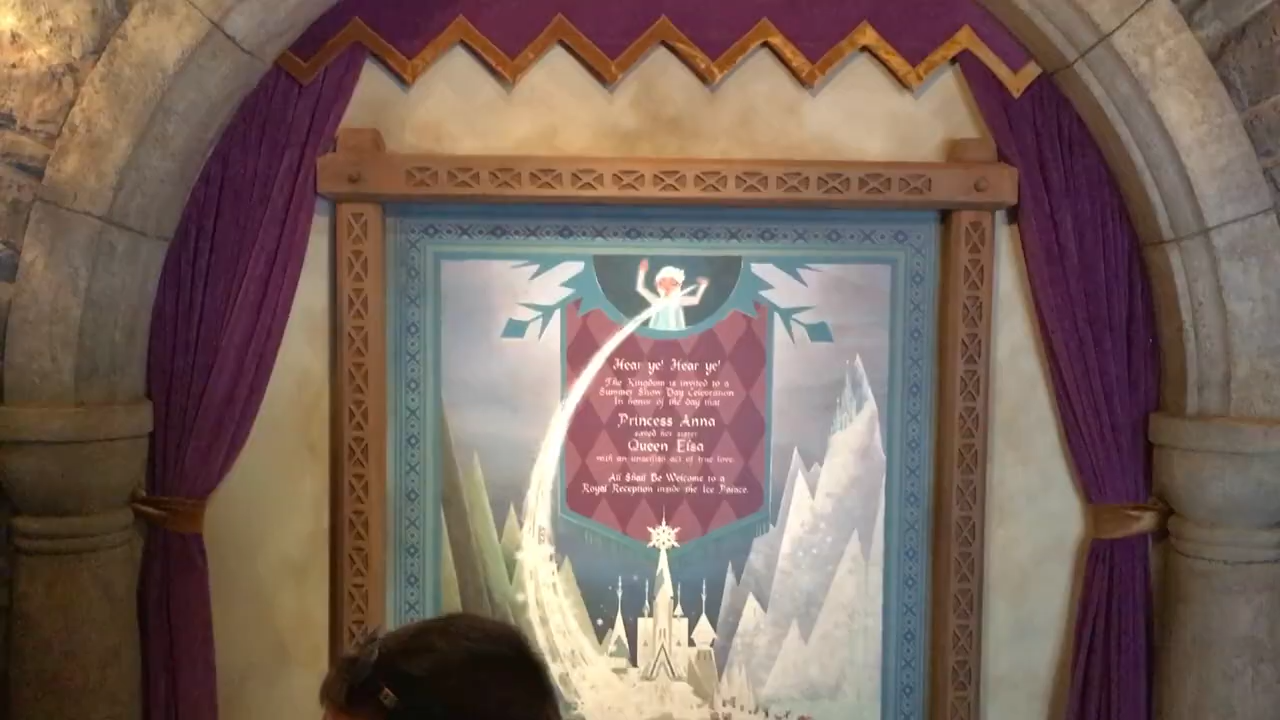 Hear ye! Hear ye!
The Kingdom is invited to a
Summer Snow Day Celebration
In honor of the day that
Princess Anna
saved her sister
Queen Elsa
with an unselfish act of true love.
All Shall Be Welcome to a
Royal Reception inside the Ice Palace.